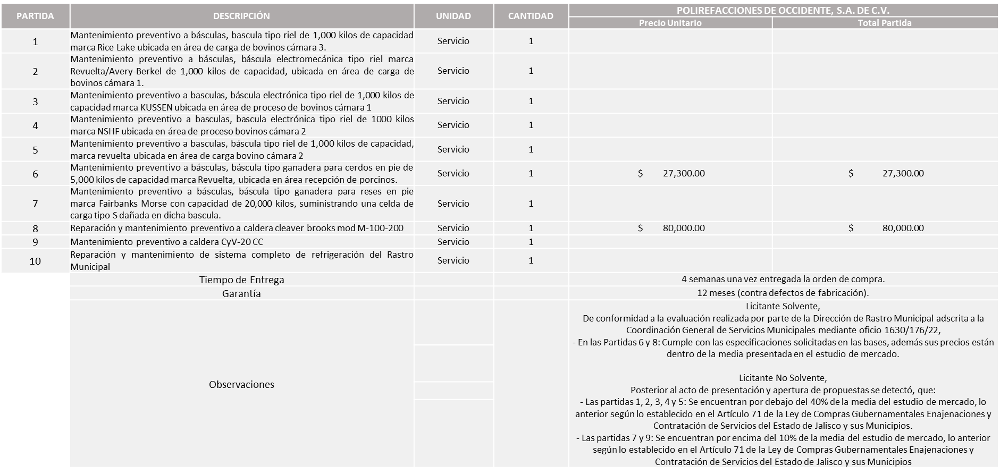 PARTIDA DESCRIPCIÓN UNIDAD CANTIDAD POLIREFACCIONES DE OCCIDENTE, S.A. DE C.V.
Precio Unitario Total Partida
1 Mantenimiento preventivo a básculas, bascula tipo riel de 1,000 kilos de capacidad Servicio 1
marca Rice Lake ubicada en área de carga de bovinos cámara 3.
2 Mantenimiento preventivo a básculas, báscula electromecánica tipo riel marca
Revuelta/Avery-Berkel de 1,000 kilos de capacidad, ubicada en área de carga de Servicio 1
bovinos cámara 1.
3 Mantenimiento preventivo a basculas, báscula electrónica tipo riel de 1,000 kilos de Servicio 1
capacidad marca KUSSEN ubicada en área de proceso de bovinos cámara 1
4 Mantenimiento preventivo a basculas, bascula electrónica tipo riel de 1000 kilos Servicio 1
marca NSHF ubicada en área de proceso bovinos cámara 2
5 Mantenimiento preventivo a basculas, báscula tipo riel de 1,000 kilos de capacidad, Servicio 1
marca revuelta ubicada en área de carga bovino cámara 2
6 Mantenimiento preventivo a básculas, báscula tipo ganadera para cerdos en pie de Servicio 1 $ 27,300.00 $ 27,300.00
5,000 kilos de capacidad marca Revuelta, ubicada en área recepción de porcinos.
7 Mantenimiento preventivo a básculas, báscula tipo ganadera para reses en pie
marca Fairbanks Morse con capacidad de 20,000 kilos, suministrando una celda de Servicio 1
carga tipo S dañada en dicha bascula.
8 Reparación y mantenimiento preventivo a caldera cleaver brooks mod M-100-200 Servicio 1 $ 80,000.00 $ 80,000.00
9 Mantenimiento preventivo a caldera CyV-20 CC Servicio 1
10 Reparación y mantenimiento de sistema completo de refrigeración del Rastro Servicio 1
Municipal
Tiempo de Entrega 4 semanas una vez entregada la orden de compra.
Garantía 12 meses (contra defectos de fabricación).
Observaciones
Licitante Solvente,
De conformidad a la evaluación realizada por parte de la Dirección de Rastro Municipal adscrita a la
Coordinación General de Servicios Municipales mediante oficio 1630/176/22,
- En las Partidas 6 y 8: Cumple con las especificaciones solicitadas en las bases, además sus precios están
dentro de la media presentada en el estudio de mercado.
Licitante No Solvente,
Posterior al acto de presentación y apertura de propuestas se detectó, que:
- Las partidas 1, 2, 3, 4 y 5: Se encuentran por debajo del 40% de la media del estudio de mercado, lo
anterior según lo establecido en el Artículo 71 de la Ley de Compras Gubernamentales Enajenaciones y
Contratación de Servicios del Estado de Jalisco y sus Municipios.
- Las partidas 7 y 9: Se encuentran por encima del 10% de la media del estudio de mercado, lo anterior
según lo establecido en el Artículo 71 de la Ley de Compras Gubernamentales Enajenaciones y
Contratación de Servicios del Estado de Jalisco y sus Municipios